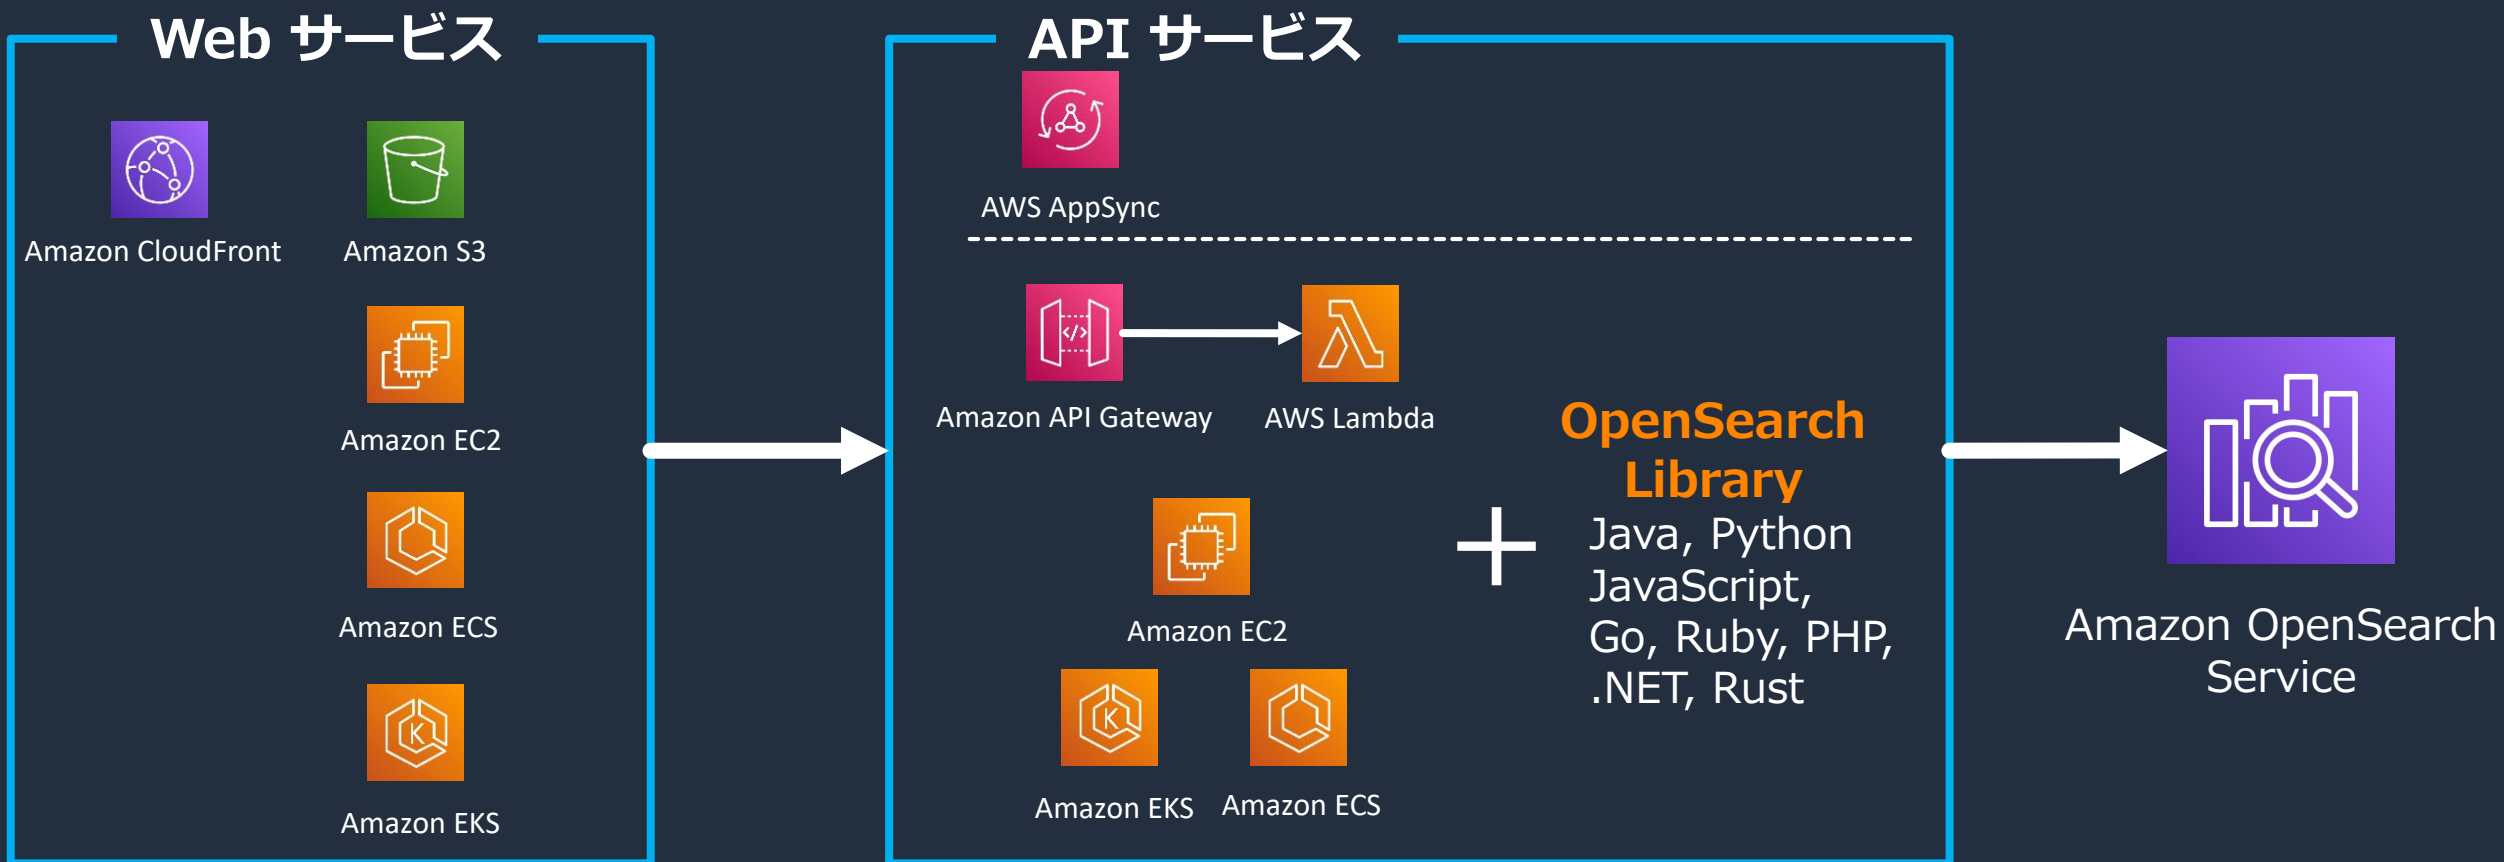 Web サービス
Amazon CloudFront
Amazon S3
Amazon EC2
Amazon ECS
Amazon EKS
API サービス
AWS AppSync
Amazon API Gateway
AWS Lambda
Amazon EC2
Amazon EKS
Amazon ECS
+
OpenSearch
Library
Java, Python
JavaScript,
Go, Ruby, PHP,
.NET, Rust
Amazon OpenSearch
Service